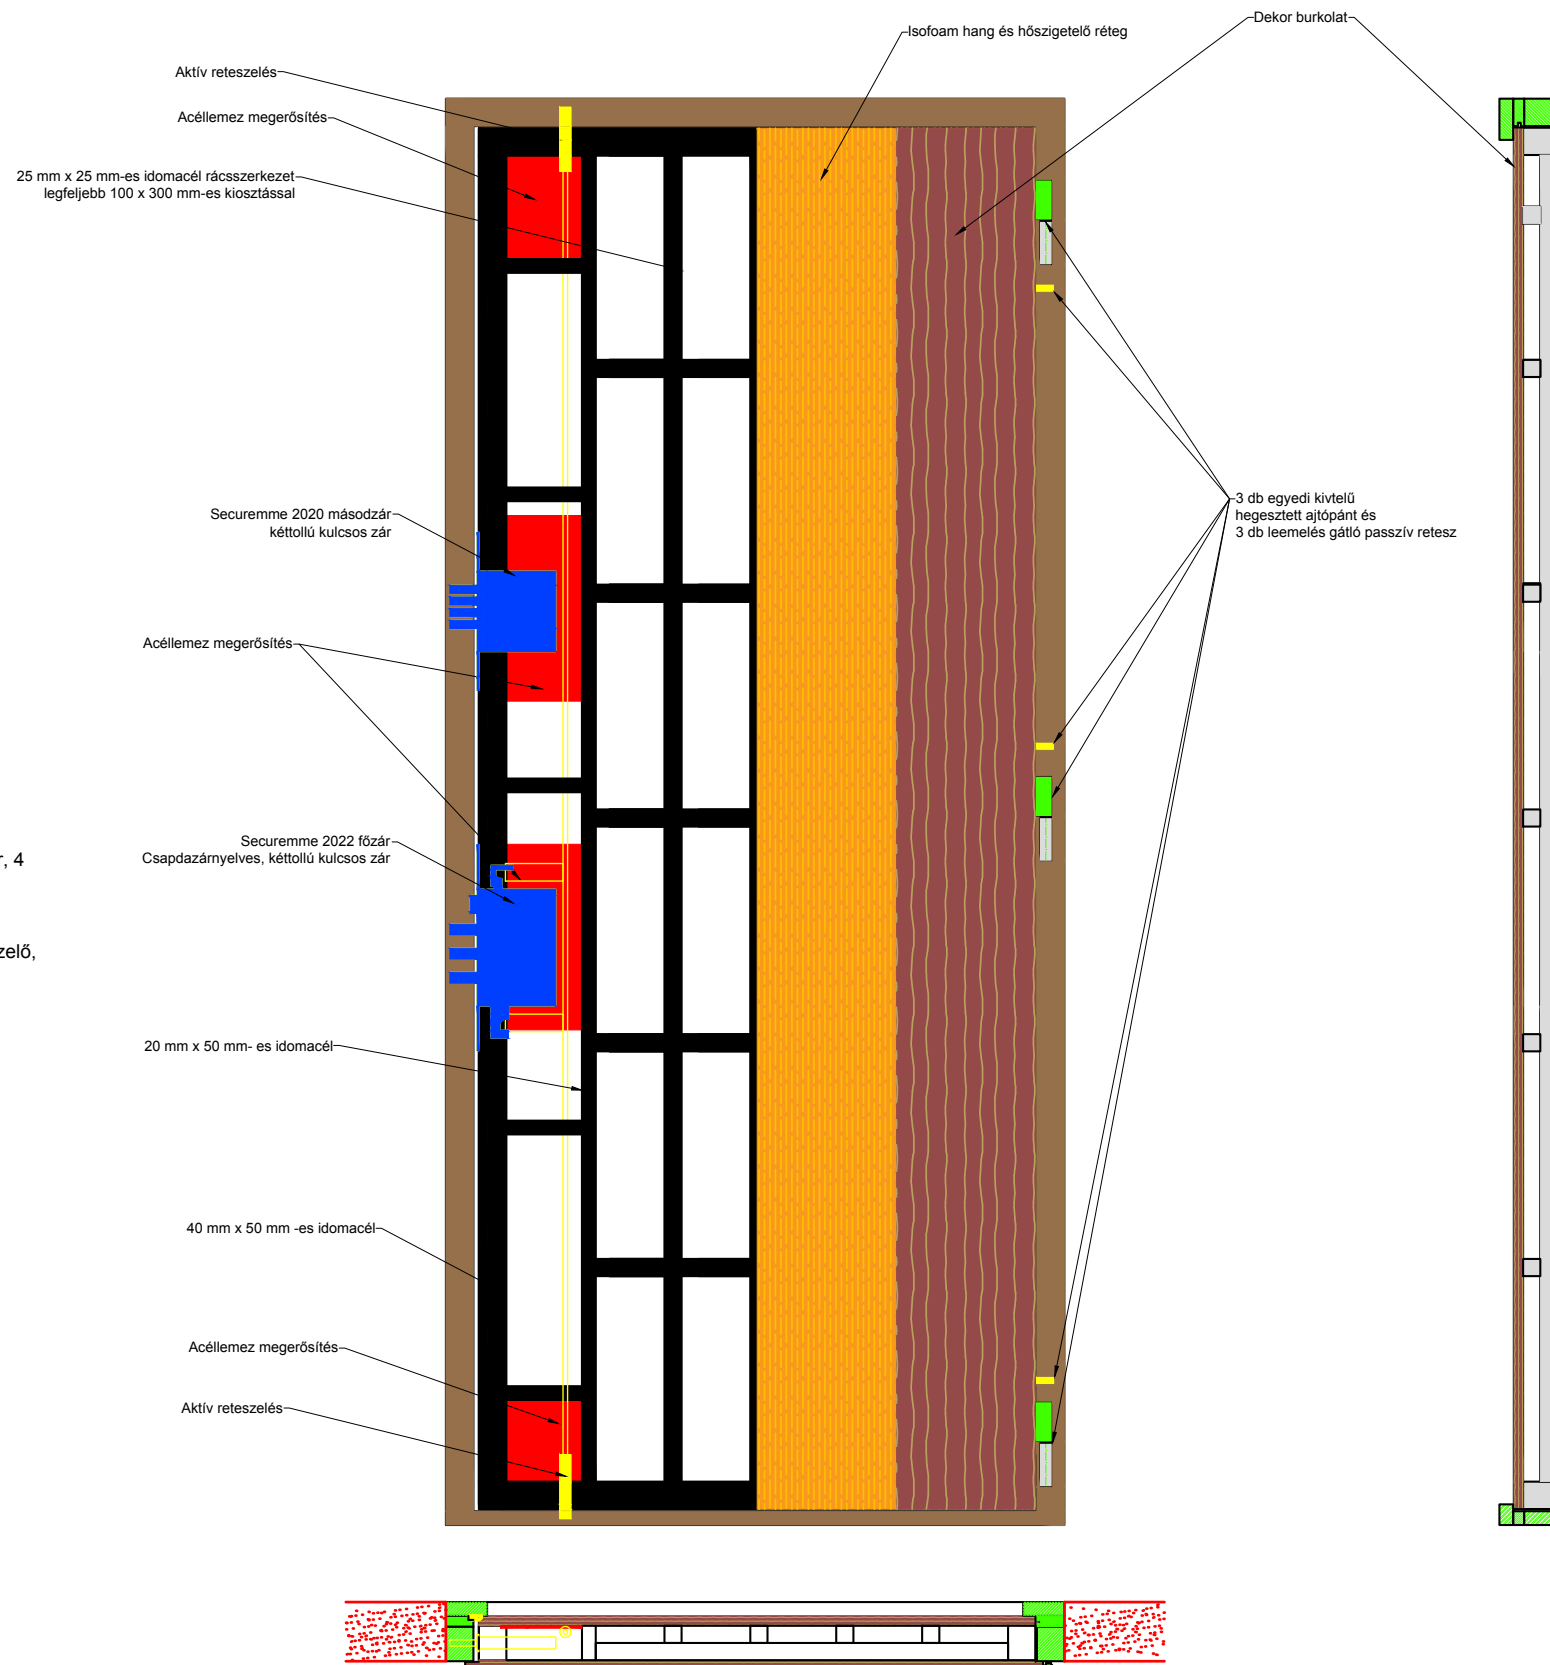 Isofoam hang és hőszigetelő réteg
Dekor burkolat
Aktív reteszelés
Acéllemez megerősítés
25 mm x 25 mm-es idomacél rácsszerkezet
legfeljebb 100 x 300 mm-es kiosztással
3 db egyedi kivtelű
hegesztett ajtópánt és
3 db leemelés gátló passzív retesz
Securemme 2020 másodzár
kéttollú kulcsos zár
Acéllemez megerősítés
Securemme 2022 főzár
Csapdazárnyelves, kéttollú kulcsos zár
, 4
zelő,
20 mm x 50 mm- es idomacél
40 mm x 50 mm -es idomacél
Acéllemez megerősítés
Aktív reteszelés